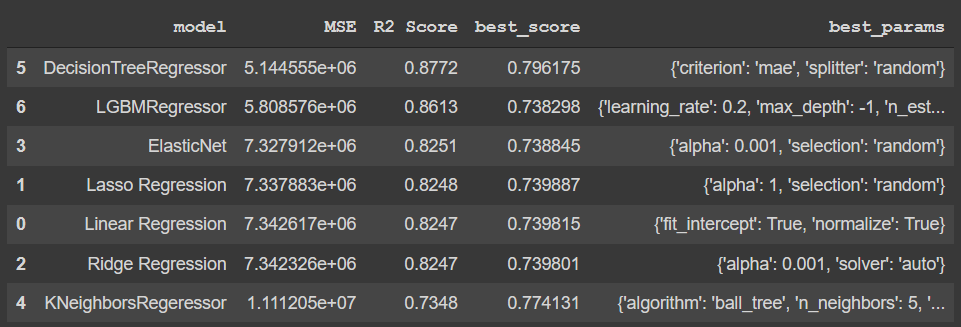 model MSE R2 Score best_score best_params
5 DecisionTreeRegressor 5.144555e+06 0.8772 0.796175 {'criterion': 'mae', 'splitter': 'random'}
6 LGBMRegressor 5.808576e+06 0.8613 0.738298 {'learning_rate': 0.2, 'max_depth': -1, 'n_est...
3 ElasticNet 7.327912e+06 0.8251 0.738845 {'alpha': 0.001, 'selection': 'random'}
1 Lasso Regression 7.337883e+06 0.8248 0.739887 {'alpha': 1, 'selection': 'random'}
0 Linear Regression 7.342617e+06 0.8247 0.739815 {'fit_intercept': True, 'normalize': True}
2 Ridge Regression 7.342326e+06 0.8247 0.739801 {'alpha': 0.001, 'solver': 'auto'}
4 KNeighborsRegeressor 1.111205e+07 0.7348 0.774131 {'algorithm': 'ball_tree', 'n_neighbors': 5, '...